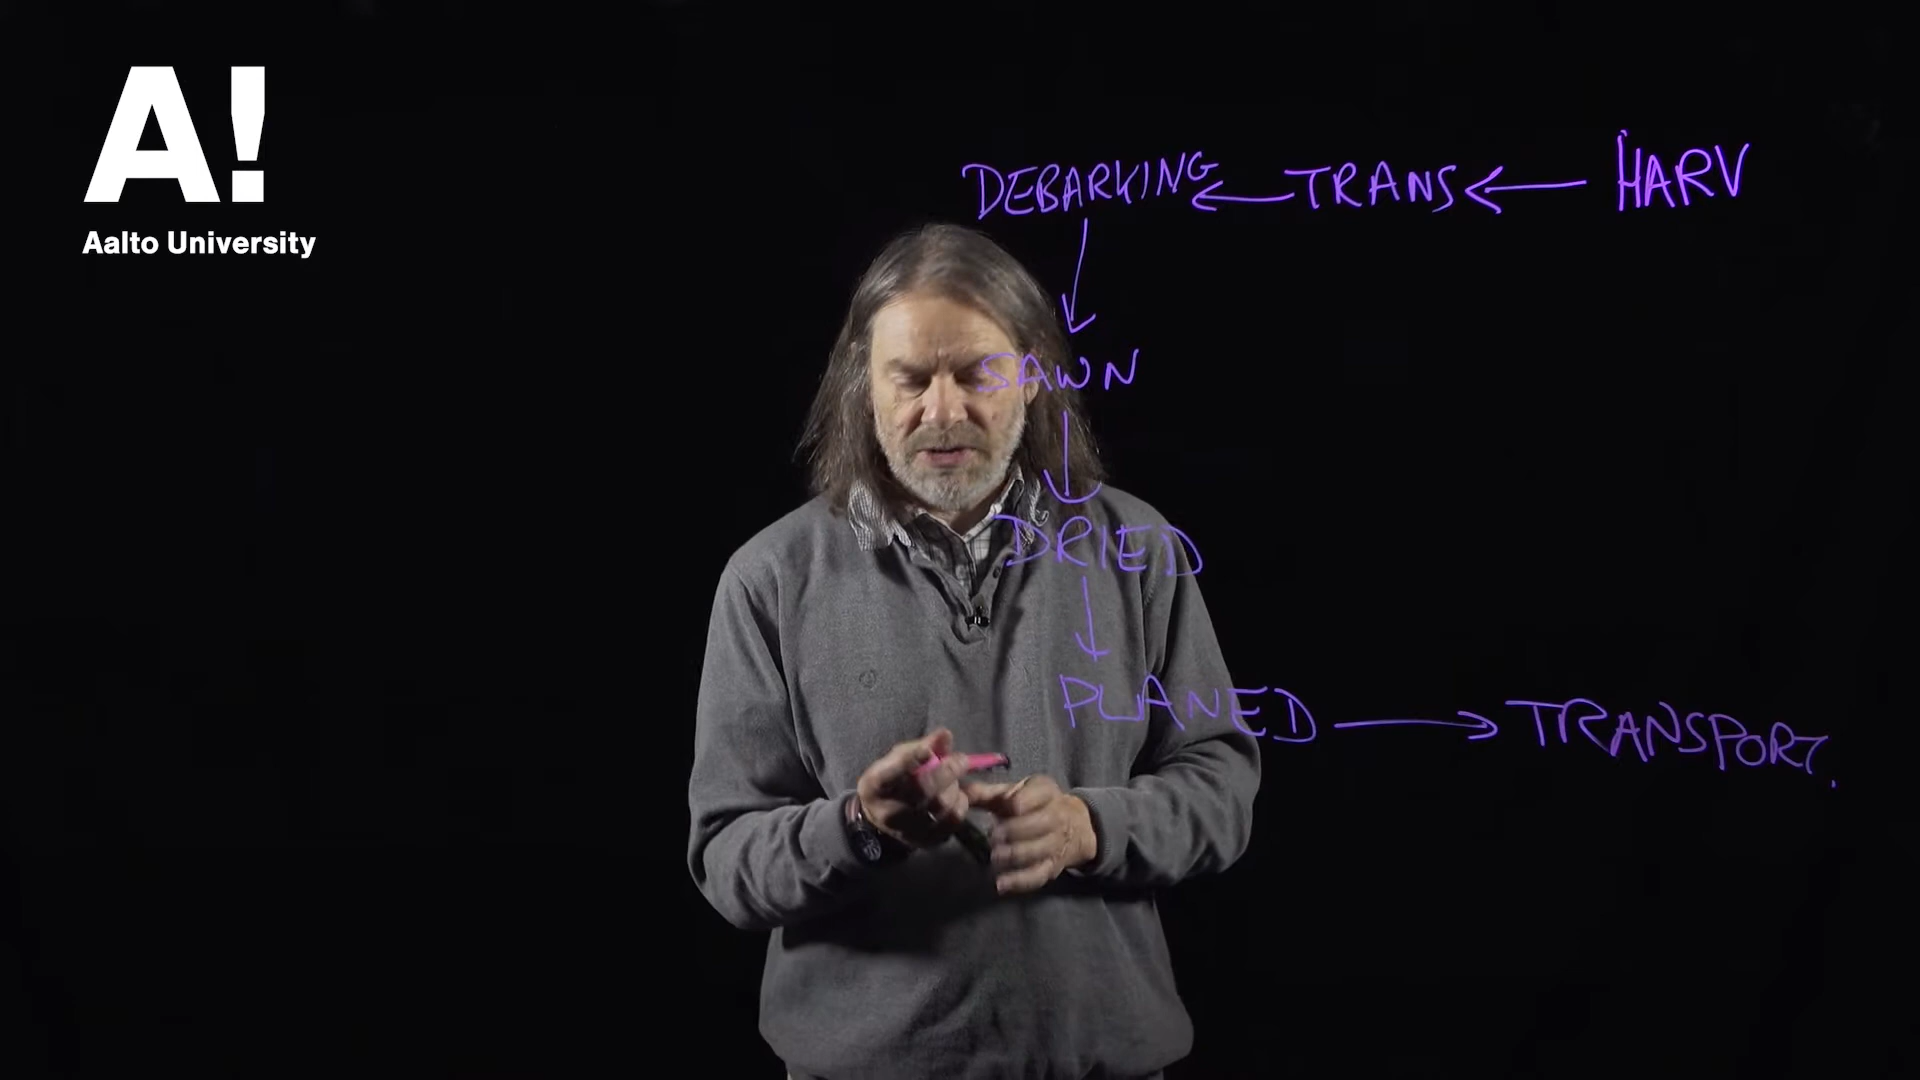 A!
Aalto University
DEBARKING ← TRANS ← HARV
↓
SAWN
↓
DRIED
↓
PLANED → TRANSPORT.